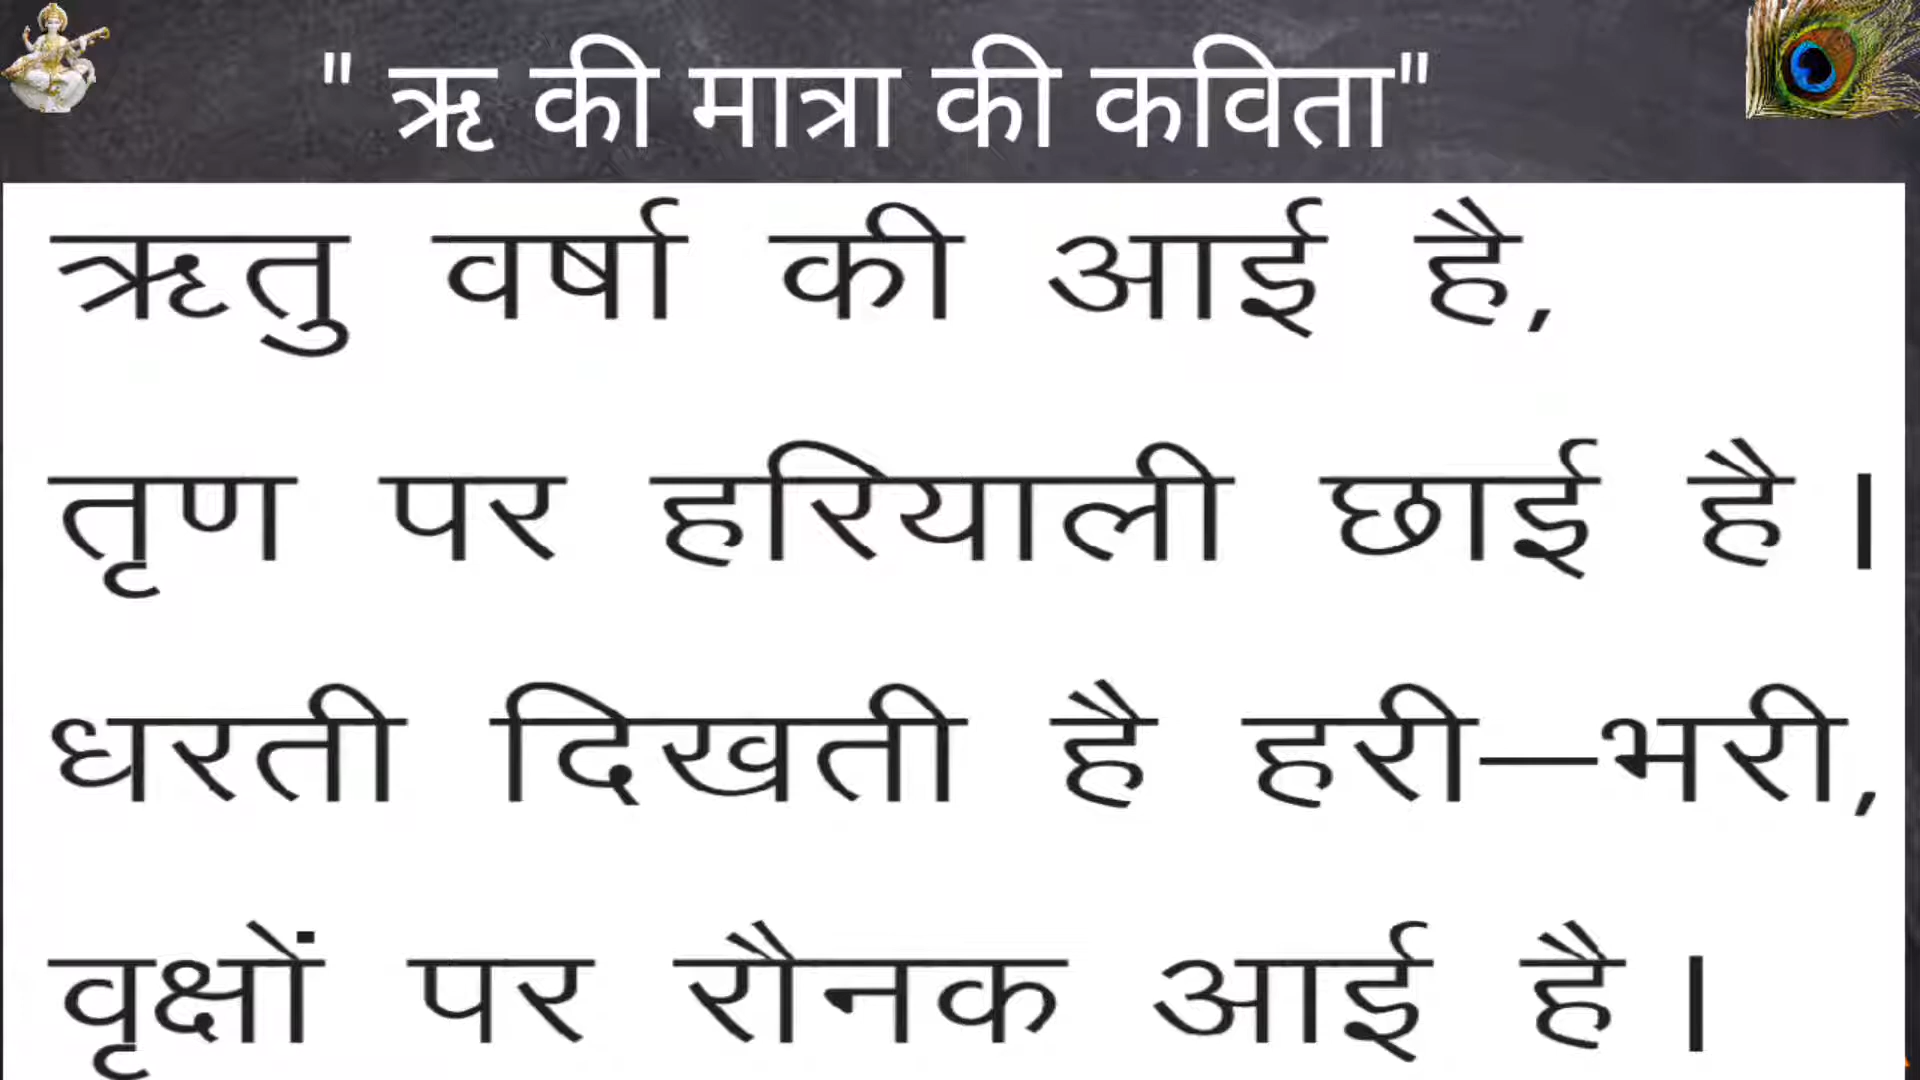 " ऋ की मात्रा की कविता"
ऋतु वर्षा की आई है,
तृण पर हरियाली छाई है ।
धरती दिखती है हरी–भरी,
वृक्षों पर रौनक आई है ।